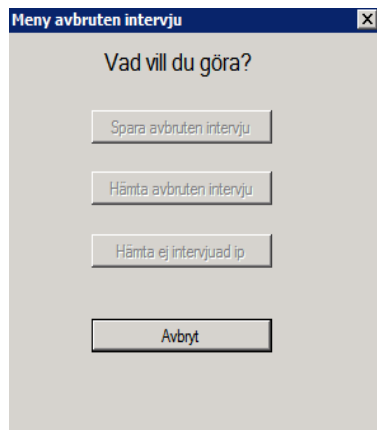 Meny avbruten intervju
Vad vill du göra?
Spara avbruten intervju
Hämta avbruten intervju
Hämta ej intervjuad ip
Avbryt